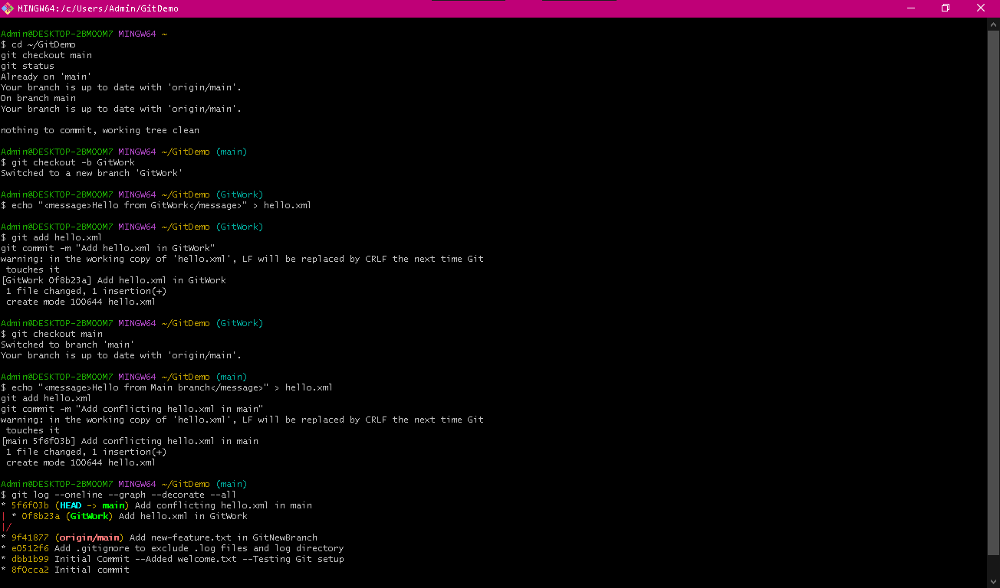 MINGW64:/c/Users/Admin/GitDemo
Admin@DESKTOP-2BMOOM7 MINGW64 ~
$ cd ~/GitDemo
git checkout main
git status
Already on 'main'
Your branch is up to date with 'origin/main'.
On branch main
Your branch is up to date with 'origin/main'.
nothing to commit, working tree clean
Admin@DESKTOP-2BMOOM7 MINGW64 ~/GitDemo (main)
$ git checkout -b GitWork
Switched to a new branch 'GitWork'
Admin@DESKTOP-2BMOOM7 MINGW64 ~/GitDemo (GitWork)
$ echo "<message>Hello from GitWork</message>" > hello.xml
Admin@DESKTOP-2BMOOM7 MINGW64 ~/GitDemo (GitWork)
$ git add hello.xml
git commit -m "Add hello.xml in GitWork"
warning: in the working copy of 'hello.xml', LF will be replaced by CRLF the next time Git
 touches it
[GitWork 0f8b23a] Add hello.xml in GitWork
 1 file changed, 1 insertion(+)
 create mode 100644 hello.xml
Admin@DESKTOP-2BMOOM7 MINGW64 ~/GitDemo (GitWork)
$ git checkout main
Switched to branch 'main'
Your branch is up to date with 'origin/main'.
Admin@DESKTOP-2BMOOM7 MINGW64 ~/GitDemo (main)
$ echo "<message>Hello from Main branch</message>" > hello.xml
git add hello.xml
git commit -m "Add conflicting hello.xml in main"
warning: in the working copy of 'hello.xml', LF will be replaced by CRLF the next time Git
 touches it
[main 5f6f03b] Add conflicting hello.xml in main
 1 file changed, 1 insertion(+)
 create mode 100644 hello.xml
Admin@DESKTOP-2BMOOM7 MINGW64 ~/GitDemo (main)
$ git log --oneline --graph --decorate --all
* 5f6f03b (HEAD -> main) Add conflicting hello.xml in main
| * 0f8b23a (GitWork) Add hello.xml in GitWork
|/
* 9f41877 (origin/main) Add new-feature.txt in GitNewBranch
* e0512f6 Add .gitignore to exclude .log files and log directory
* dbb1b99 Initial Commit --Added welcome.txt --Testing Git setup
* 8f0cca2 Initial commit